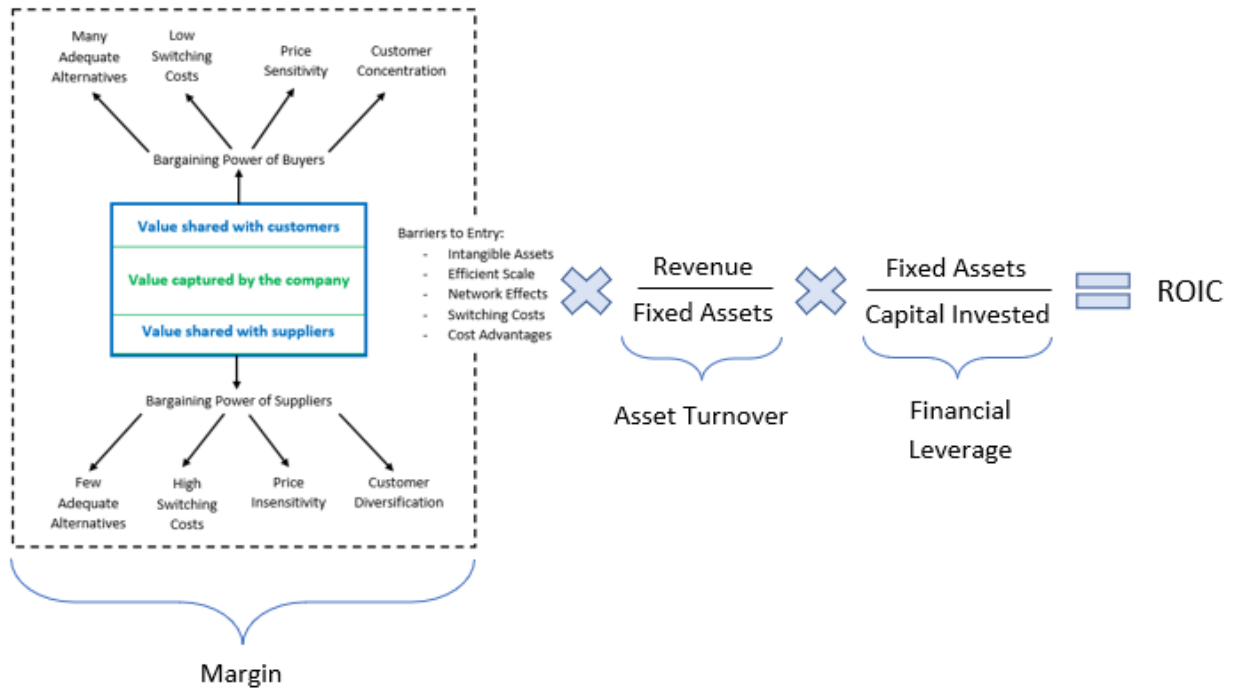 Many
Adequate
Alternatives
Low
Switching
Costs
Price
Sensitivity
Customer
Concentration
Bargaining Power of Buyers
Value shared with customers
Value captured by the company
Value shared with suppliers
Bargaining Power of Suppliers
Few
Adequate
Alternatives
High
Switching
Costs
Price
Insensitivity
Customer
Diversification
Barriers to Entry:
- Intangible Assets
- Efficient Scale
- Network Effects
- Switching Costs
- Cost Advantages
Margin
Revenue
Fixed Assets
Asset Turnover
Fixed Assets
Capital Invested
Financial
Leverage
ROIC